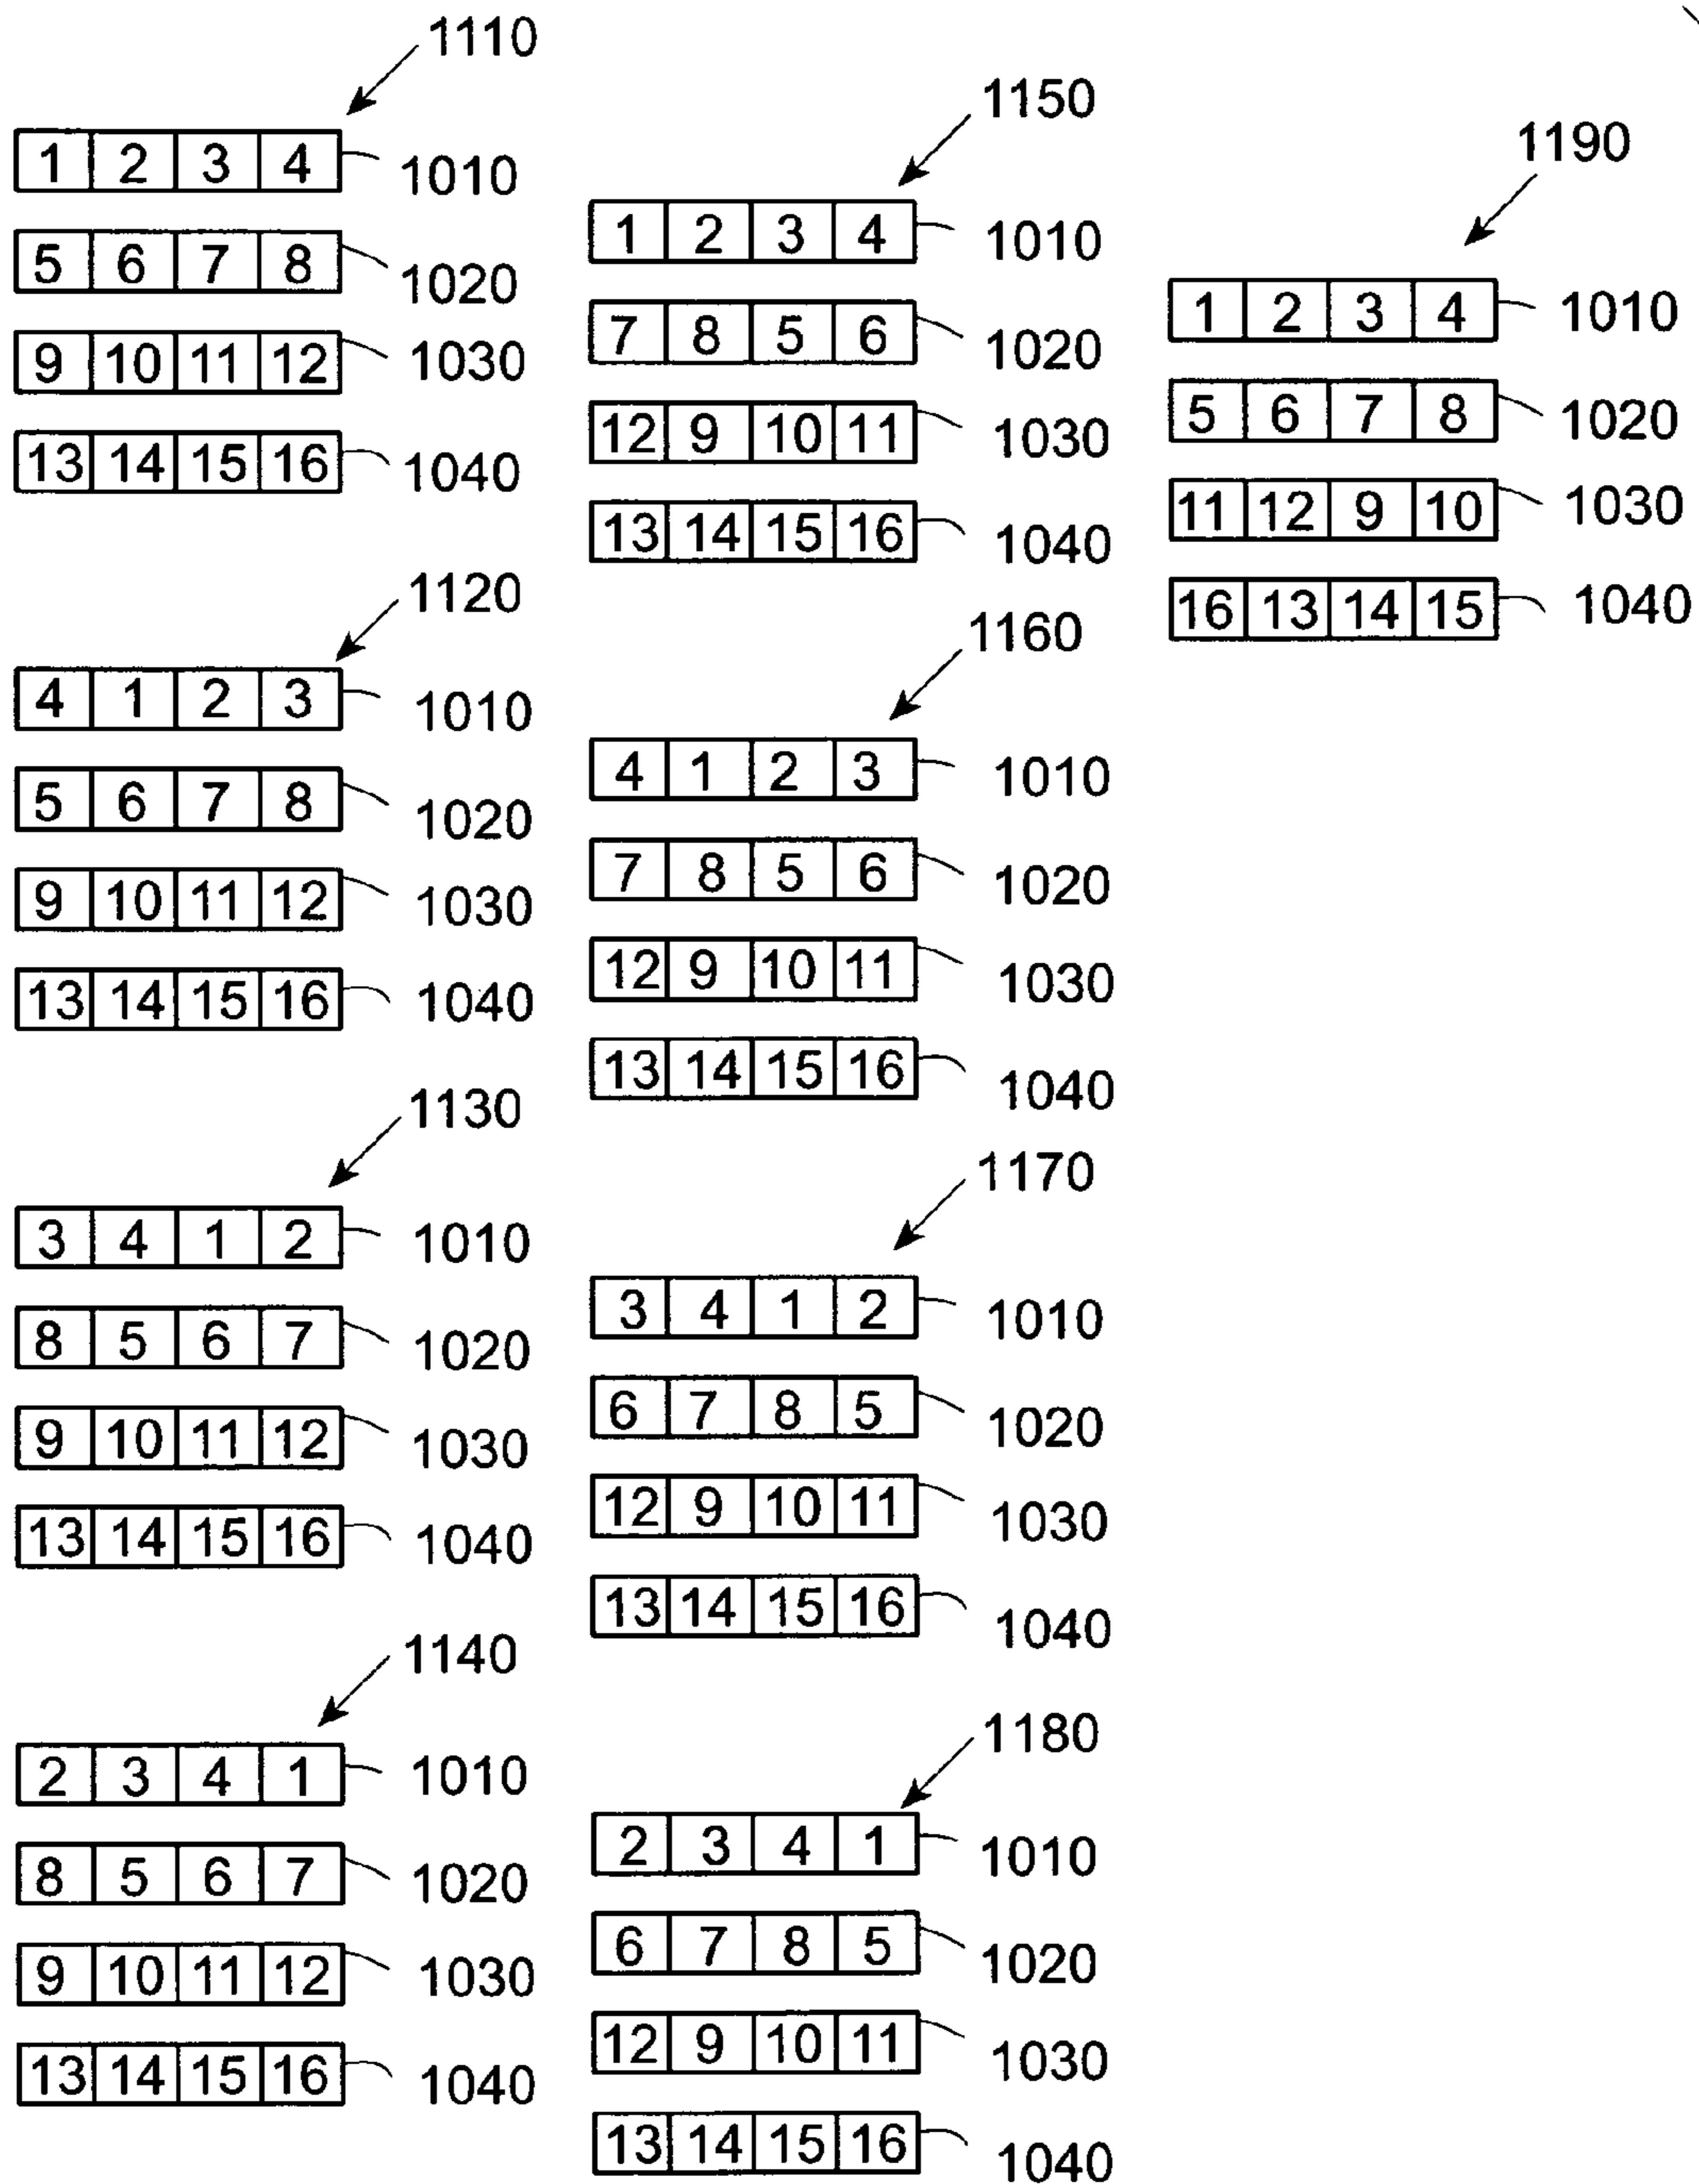 1110
1 2 3 4 1010
5 6 7 8 1020
9 10 11 12 1030
13 14 15 16 1040
1120
4 1 2 3 1010
5 6 7 8 1020
9 10 11 12 1030
13 14 15 16 1040
1130
3 4 1 2 1010
8 5 6 7 1020
9 10 11 12 1030
13 14 15 16 1040
1140
2 3 4 1 1010
8 5 6 7 1020
9 10 11 12 1030
13 14 15 16 1040
1150
1 2 3 4 1010
7 8 5 6 1020
12 9 10 11 1030
13 14 15 16 1040
1160
4 1 2 3 1010
7 8 5 6 1020
12 9 10 11 1030
13 14 15 16 1040
1170
3 4 1 2 1010
6 7 8 5 1020
12 9 10 11 1030
13 14 15 16 1040
1180
2 3 4 1 1010
6 7 8 5 1020
12 9 10 11 1030
13 14 15 16 1040
1190
1 2 3 4 1010
5 6 7 8 1020
11 12 9 10 1030
16 13 14 15 1040